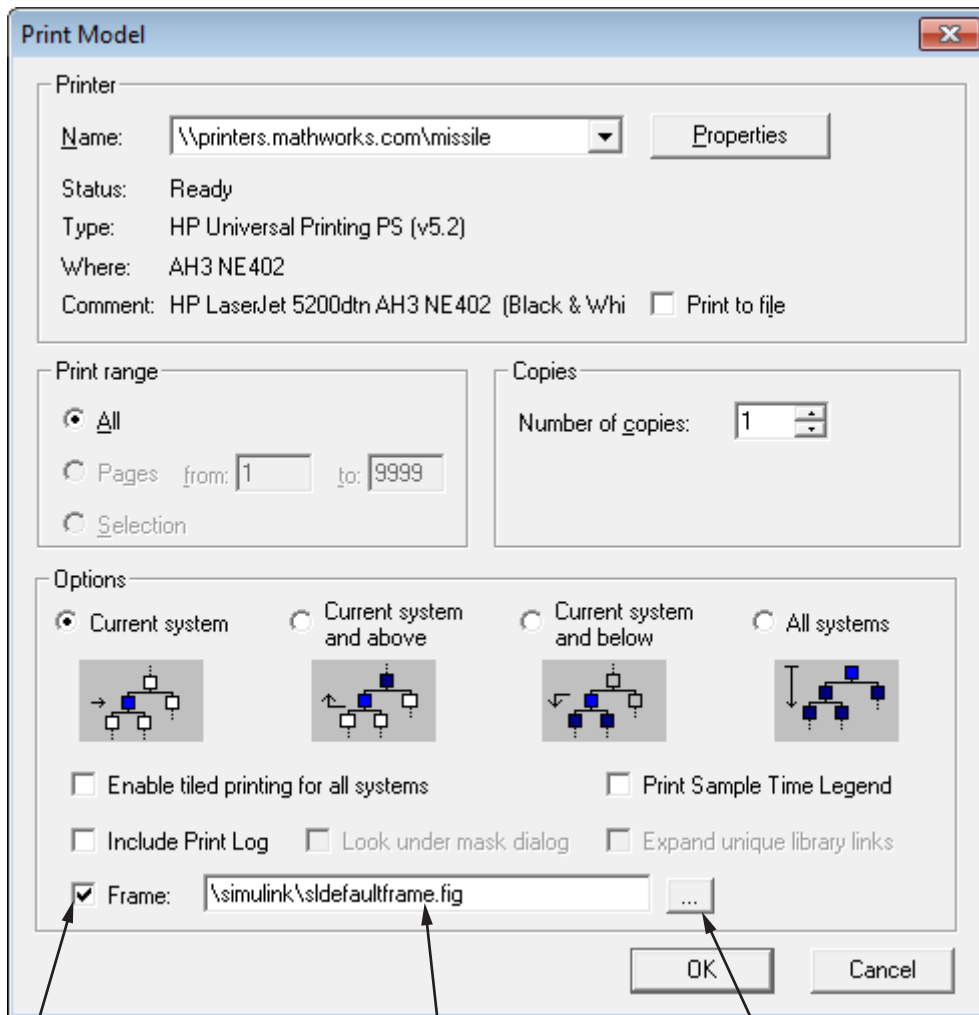 Print Model
Printer
Name: \\printers.mathworks.com\missile Properties
Status: Ready
Type: HP Universal Printing PS (v5.2)
Where: AH3 NE402
Comment: HP LaserJet 5200dtn AH3 NE402 (Black & Whi Print to file
Print range
All
Pages from: 1 to: 9999
Selection
Copies
Number of copies: 1
Options
Current system
Current system
and above
Current system
and below
All systems
Enable tiled printing for all systems Print Sample Time Legend
Include Print Log Look under mask dialog Expand unique library links
Frame: \simulink\sldefaultframe.fig ...
OK Cancel